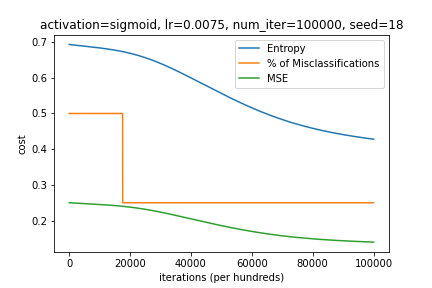 activation=sigmoid, lr=0.0075, num_iter=100000, seed=18
0.7
0.6
0.5
0.4
0.3
0.2
cost
Entropy
% of Misclassifications
MSE
0 20000 40000 60000 80000 100000
iterations (per hundreds)